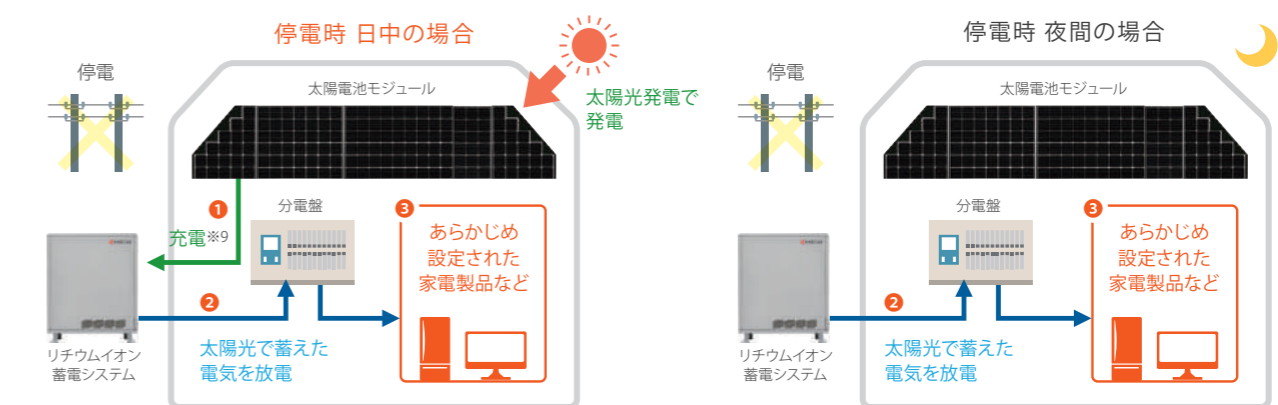 停電時 日中の場合
停電
太陽電池モジュール
太陽光発電で
発電
❶
充電※9
分電盤
❸
あらかじめ
設定された
家電製品など
❷
太陽光で蓄えた
電気を放電
リチウムイオン
蓄電システム
停電時 夜間の場合
停電
太陽電池モジュール
分電盤
❸
あらかじめ
設定された
家電製品など
❷
太陽光で蓄えた
電気を放電
リチウムイオン
蓄電システム